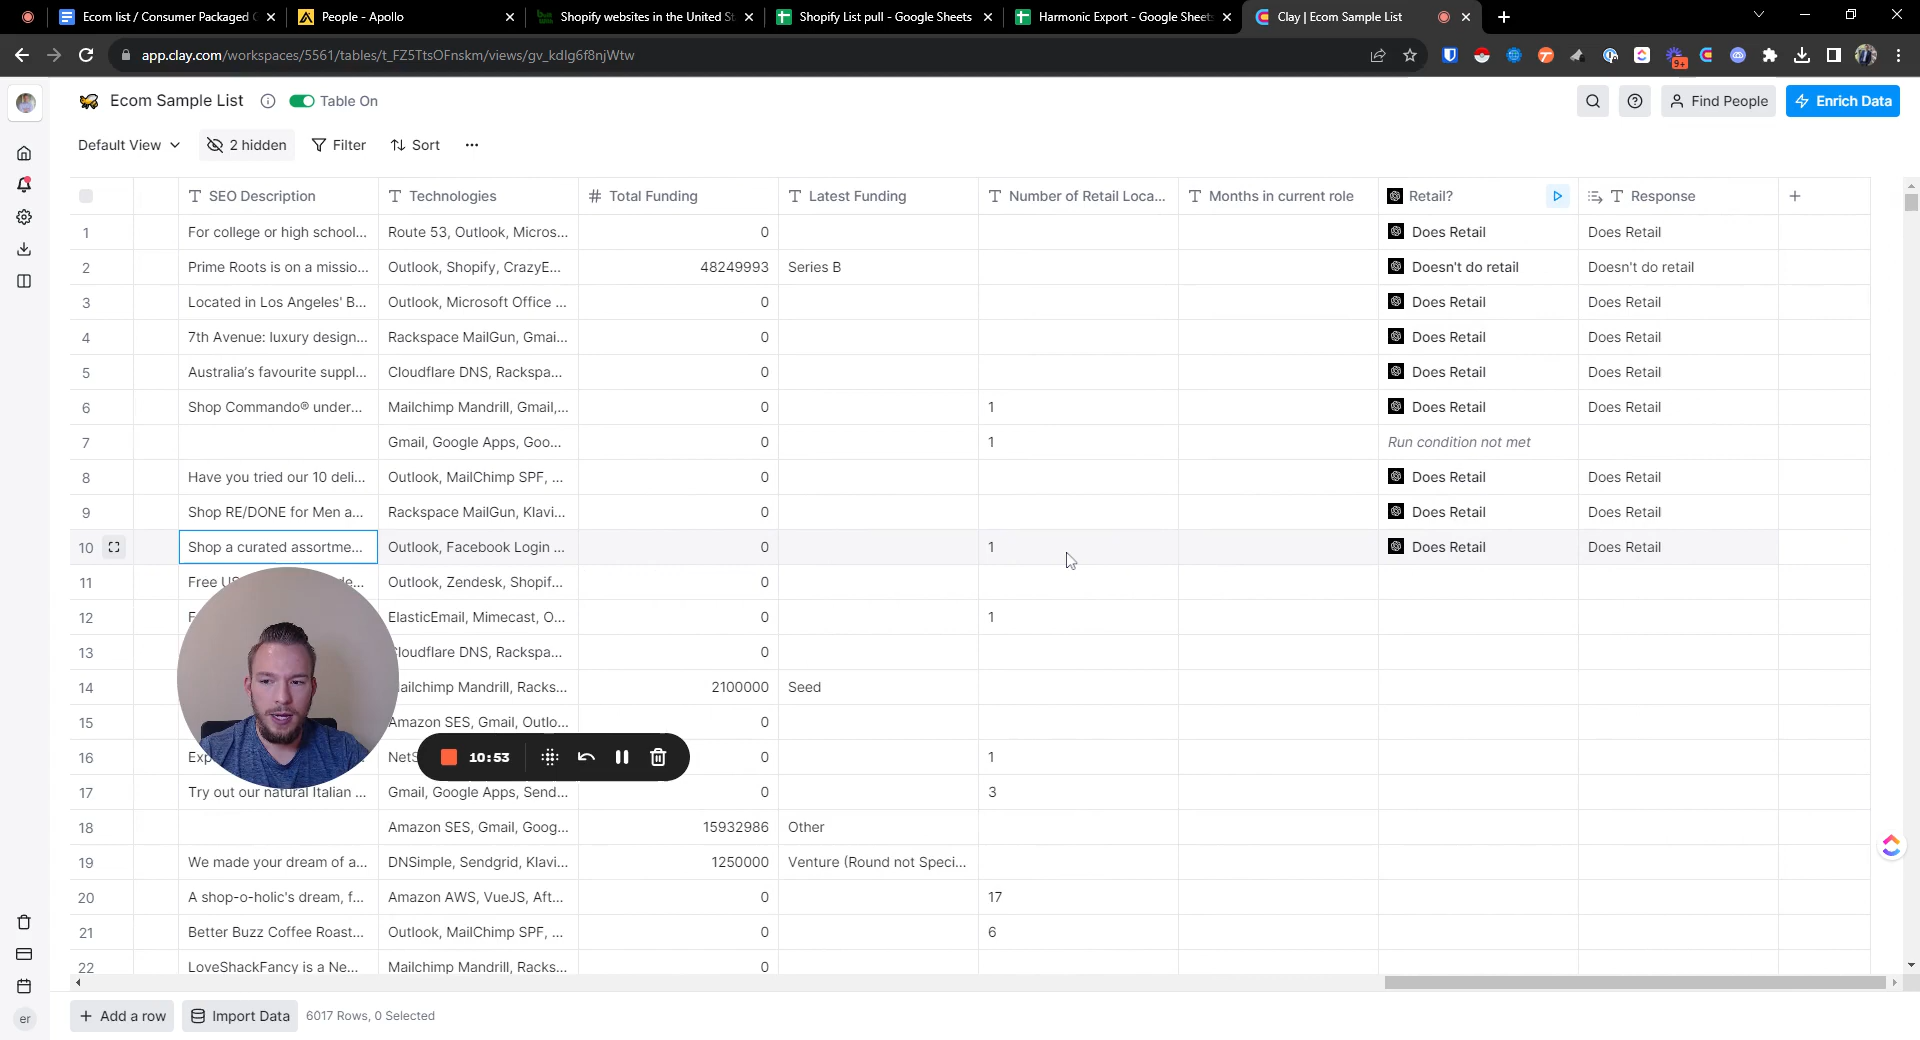 Ecom list / Consumer Packaged
People - Apollo
Shopify websites in the United St
Shopify List pull - Google Sheets
Harmonic Export - Google Sheets
Clay | Ecom Sample List
app.clay.com/workspaces/5561/tables/t_FZ5TtsOFnskm/views/gv_kdlg6f8njWtw
9+
Ecom Sample List
Table On
Find People
Enrich Data
Default View
2 hidden
Filter
Sort
SEO Description Technologies # Total Funding Latest Funding Number of Retail Loca... Months in current role Retail? Response
1 For college or high school... Route 53, Outlook, Micros... 0 Does Retail Does Retail
2 Prime Roots is on a missio... Outlook, Shopify, CrazyE... 48249993 Series B Doesn't do retail Doesn't do retail
3 Located in Los Angeles' B... Outlook, Microsoft Office ... 0 Does Retail Does Retail
4 7th Avenue: luxury design... Rackspace MailGun, Gmai... 0 Does Retail Does Retail
5 Australia's favourite suppl... Cloudflare DNS, Rackspa... 0 Does Retail Does Retail
6 Shop Commando® under... Mailchimp Mandrill, Gmail,... 0 1 Does Retail Does Retail
7 Gmail, Google Apps, Goo... 0 1 Run condition not met
8 Have you tried our 10 deli... Outlook, MailChimp SPF, ... 0 Does Retail Does Retail
9 Shop RE/DONE for Men a... Rackspace MailGun, Klavi... 0 Does Retail Does Retail
10 Shop a curated assortme... Outlook, Facebook Login ... 0 1 Does Retail Does Retail
11 Free Outlook, Zendesk, Shopif... 0
12 ElasticEmail, Mimecast, O... 0 1
13 Cloudflare DNS, Rackspa... 0
14 Mailchimp Mandrill, Racks... 2100000 Seed
15 Amazon SES, Gmail, Outlo... 0
16 Exp NetS 0 1
10:53
17 Try out our natural Italian ... Gmail, Google Apps, Send... 0 3
18 Amazon SES, Gmail, Goog... 15932986 Other
19 We made your dream of a... DNSimple, Sendgrid, Klavi... 1250000 Venture (Round not Speci...
20 A shop-o-holic's dream, f... Amazon AWS, VueJS, Aft... 0 17
21 Better Buzz Coffee Roast... Outlook, MailChimp SPF, ... 0 6
22 LoveShackFancy is a Ne... Mailchimp Mandrill, Racks... 0
+ Add a row
Import Data
6017 Rows, 0 Selected
er